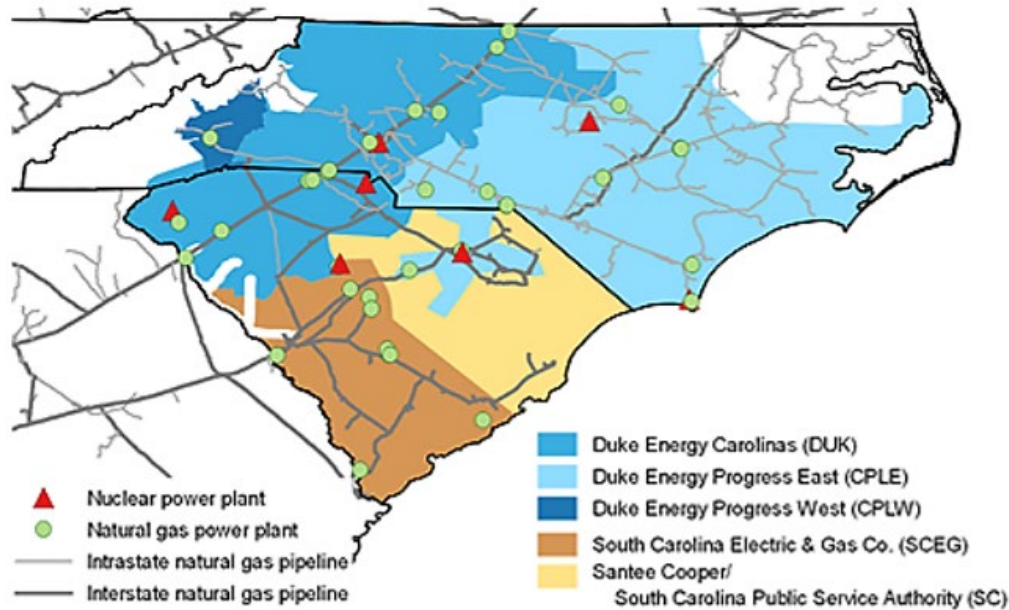 Nuclear power plant
Natural gas power plant
Intrastate natural gas pipeline
Interstate natural gas pipeline
Duke Energy Carolinas (DUK)
Duke Energy Progress East (CPLE)
Duke Energy Progress West (CPLW)
South Carolina Electric & Gas Co. (SCEG)
Santee Cooper/
South Carolina Public Service Authority (SC)